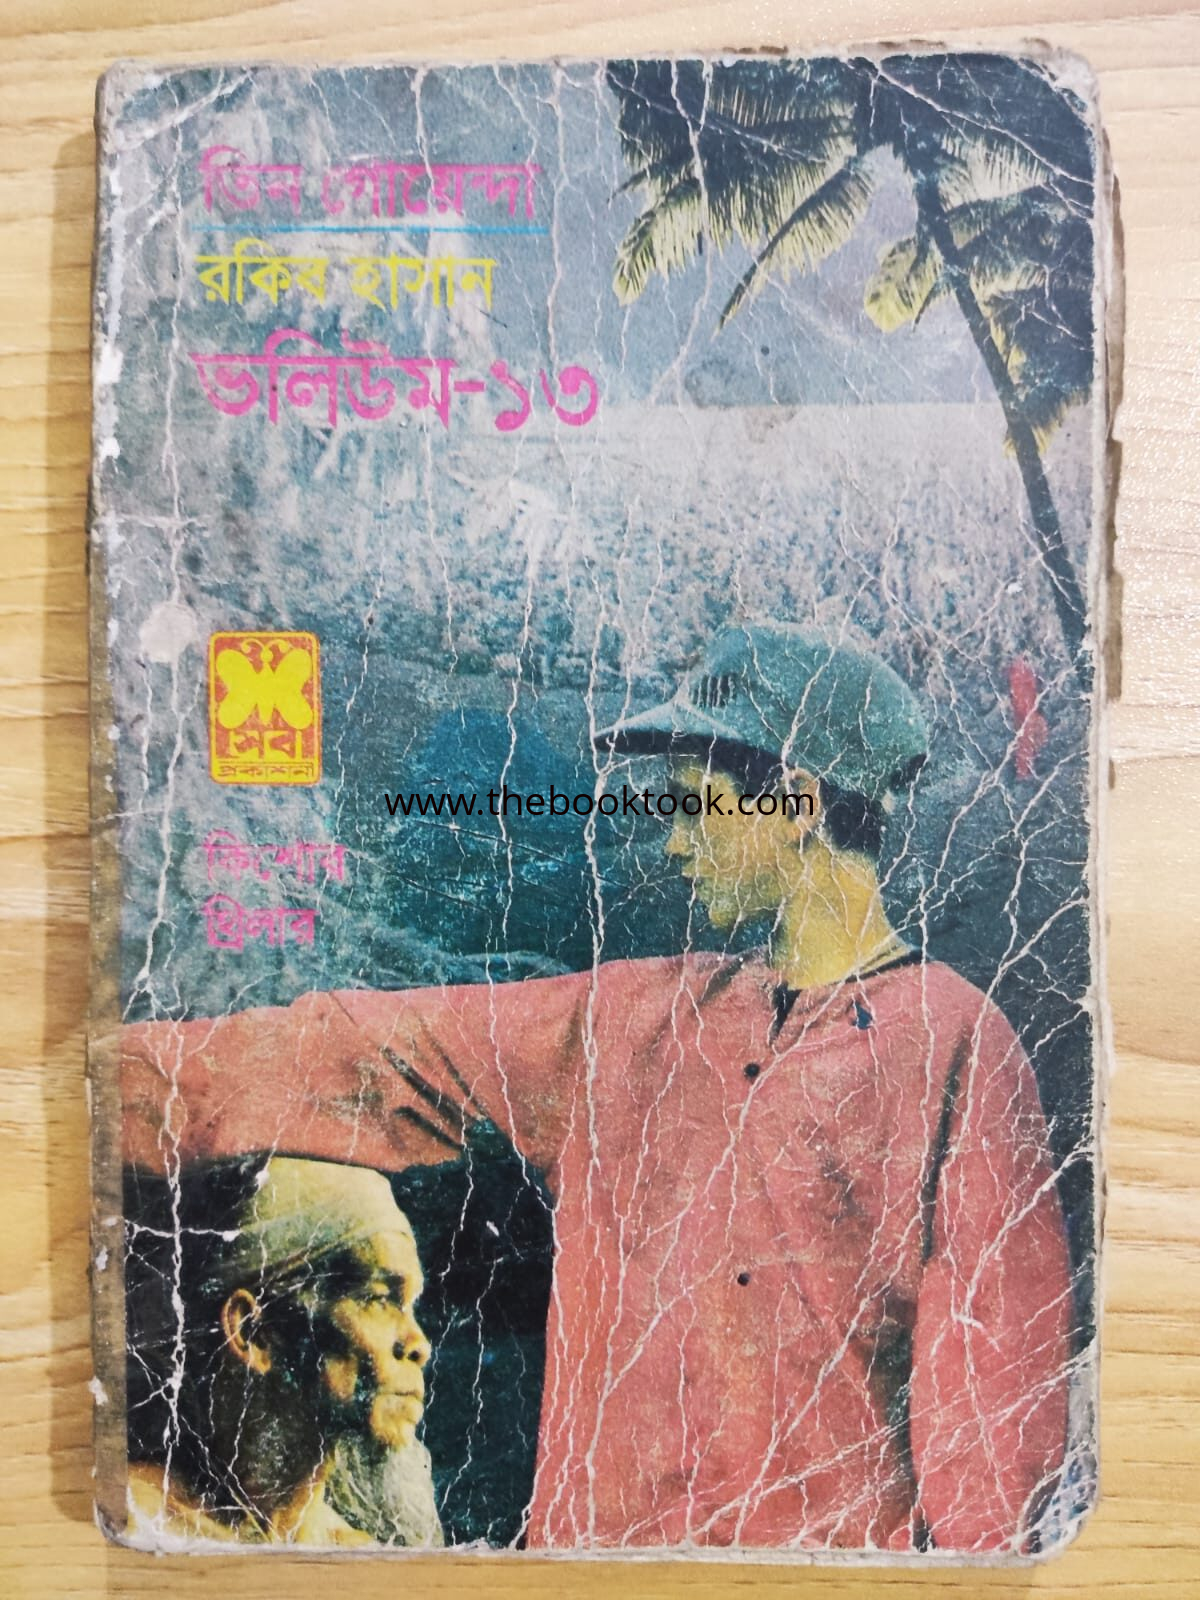 তিন গোয়েন্দা
রকিব হাসান
ভলিউম-১৩
সেবা
প্রকাশনী
www.thebooktook.com
কিশোর
থ্রিলার